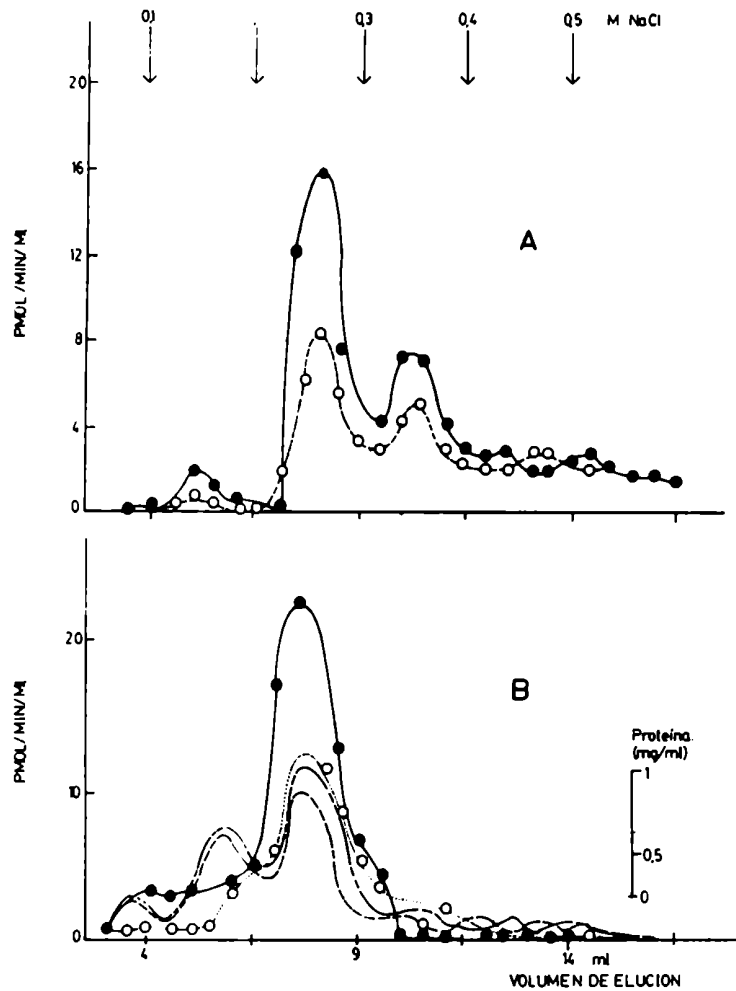 0,1 0,3 0,4 0,5 M NaCl
20
16
12
8
4
0
PMOL/MIN/Ml
A
20
10
0
PMOL/MIN/Ml
B
Proteína.
(mg/ml)
1
0,5
0
4 9 14 ml
VOLUMEN DE ELUCION